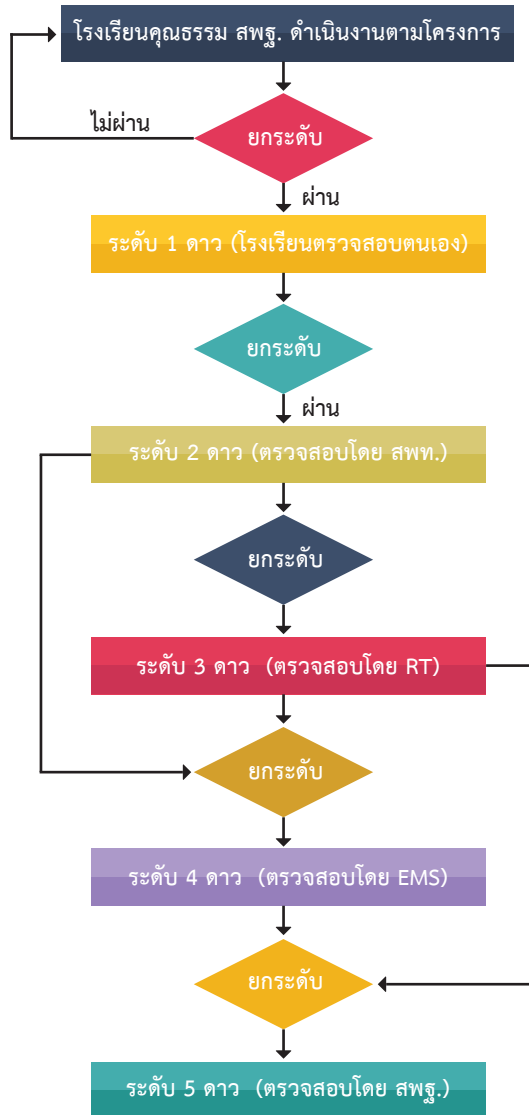 โรงเรียนคุณธรรม สพฐ. ดำเนินงานตามโครงการ
ไม่ผ่าน
ยกระดับ
ผ่าน
ระดับ 1 ดาว (โรงเรียนตรวจสอบตนเอง)
ยกระดับ
ผ่าน
ระดับ 2 ดาว (ตรวจสอบโดย สพท.)
ยกระดับ
ระดับ 3 ดาว (ตรวจสอบโดย RT)
ยกระดับ
ระดับ 4 ดาว (ตรวจสอบโดย EMS)
ยกระดับ
ระดับ 5 ดาว (ตรวจสอบโดย สพฐ.)